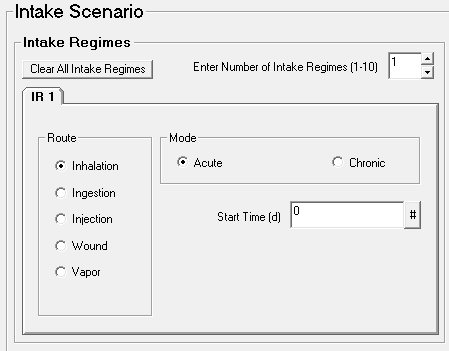 Intake Scenario
Intake Regimes
Clear All Intake Regimes
Enter Number of Intake Regimes (1-10)
1
IR 1
Route
Inhalation
Ingestion
Injection
Wound
Vapor
Mode
Acute
Chronic
Start Time (d)
0
#